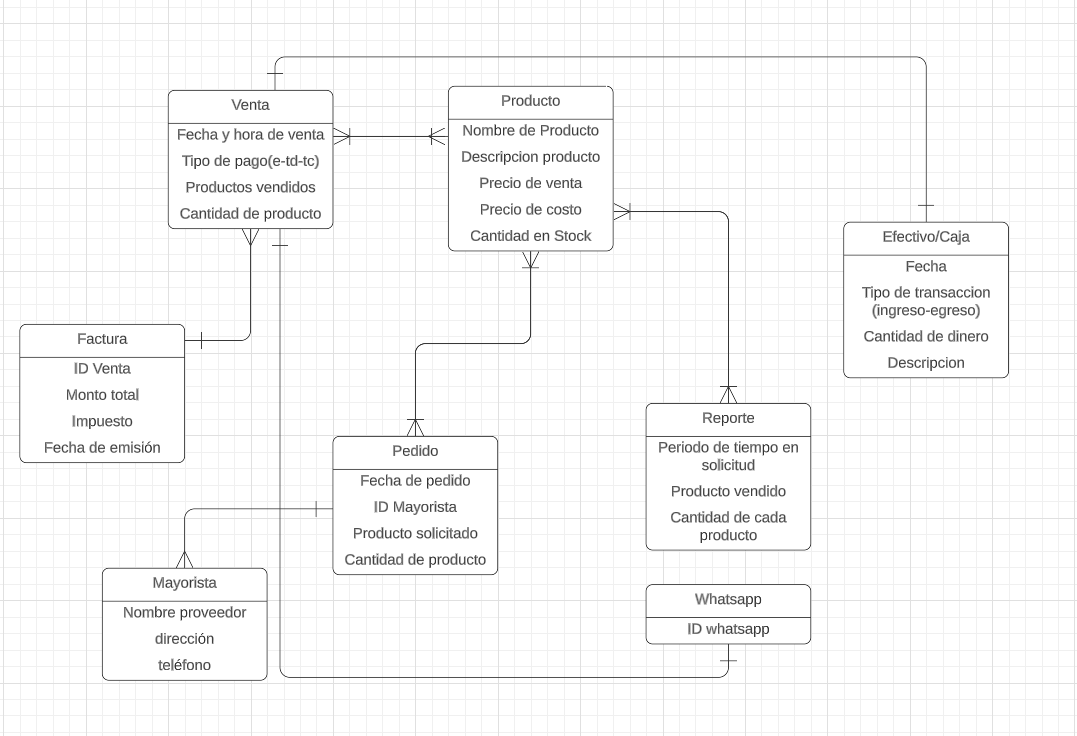 Venta
Fecha y hora de venta
Tipo de pago(e-td-tc)
Productos vendidos
Cantidad de producto
Producto
Nombre de Producto
Descripcion producto
Precio de venta
Precio de costo
Cantidad en Stock
Efectivo/Caja
Fecha
Tipo de transaccion
(ingreso-egreso)
Cantidad de dinero
Descripcion
Factura
ID Venta
Monto total
Impuesto
Fecha de emisión
Pedido
Fecha de pedido
ID Mayorista
Producto solicitado
Cantidad de producto
Reporte
Periodo de tiempo en
solicitud
Producto vendido
Cantidad de cada
producto
Mayorista
Nombre proveedor
dirección
teléfono
Whatsapp
ID whatsapp